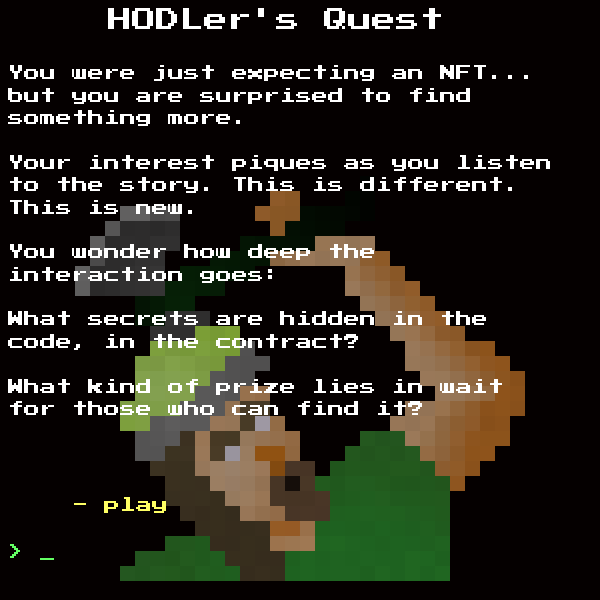 HODLer's Quest
You were just expecting an NFT...
but you are surprised to find
something more.
Your interest piques as you listen
to the story. This is different.
This is new.
You wonder how deep the
interaction goes:
What secrets are hidden in the
code, in the contract?
What kind of prize lies in wait
for those who can find it?
- play
> _